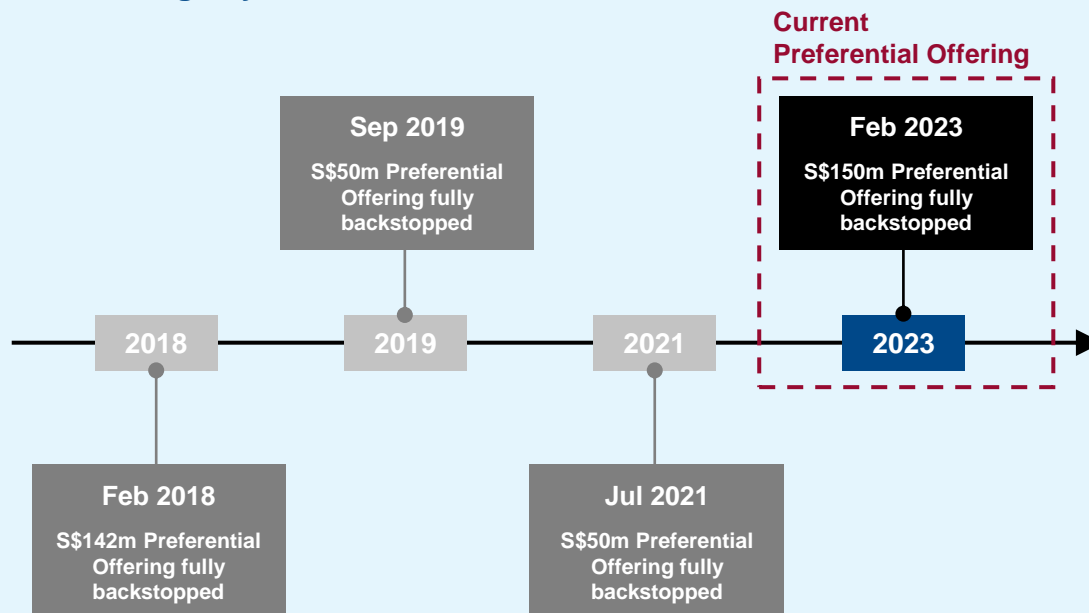 Current
Preferential Offering
Sep 2019
S$50m Preferential
Offering fully
backstopped
Feb 2023
S$150m Preferential
Offering fully
backstopped
2018
2019
2021
2023
Feb 2018
S$142m Preferential
Offering fully
backstopped
Jul 2021
S$50m Preferential
Offering fully
backstopped